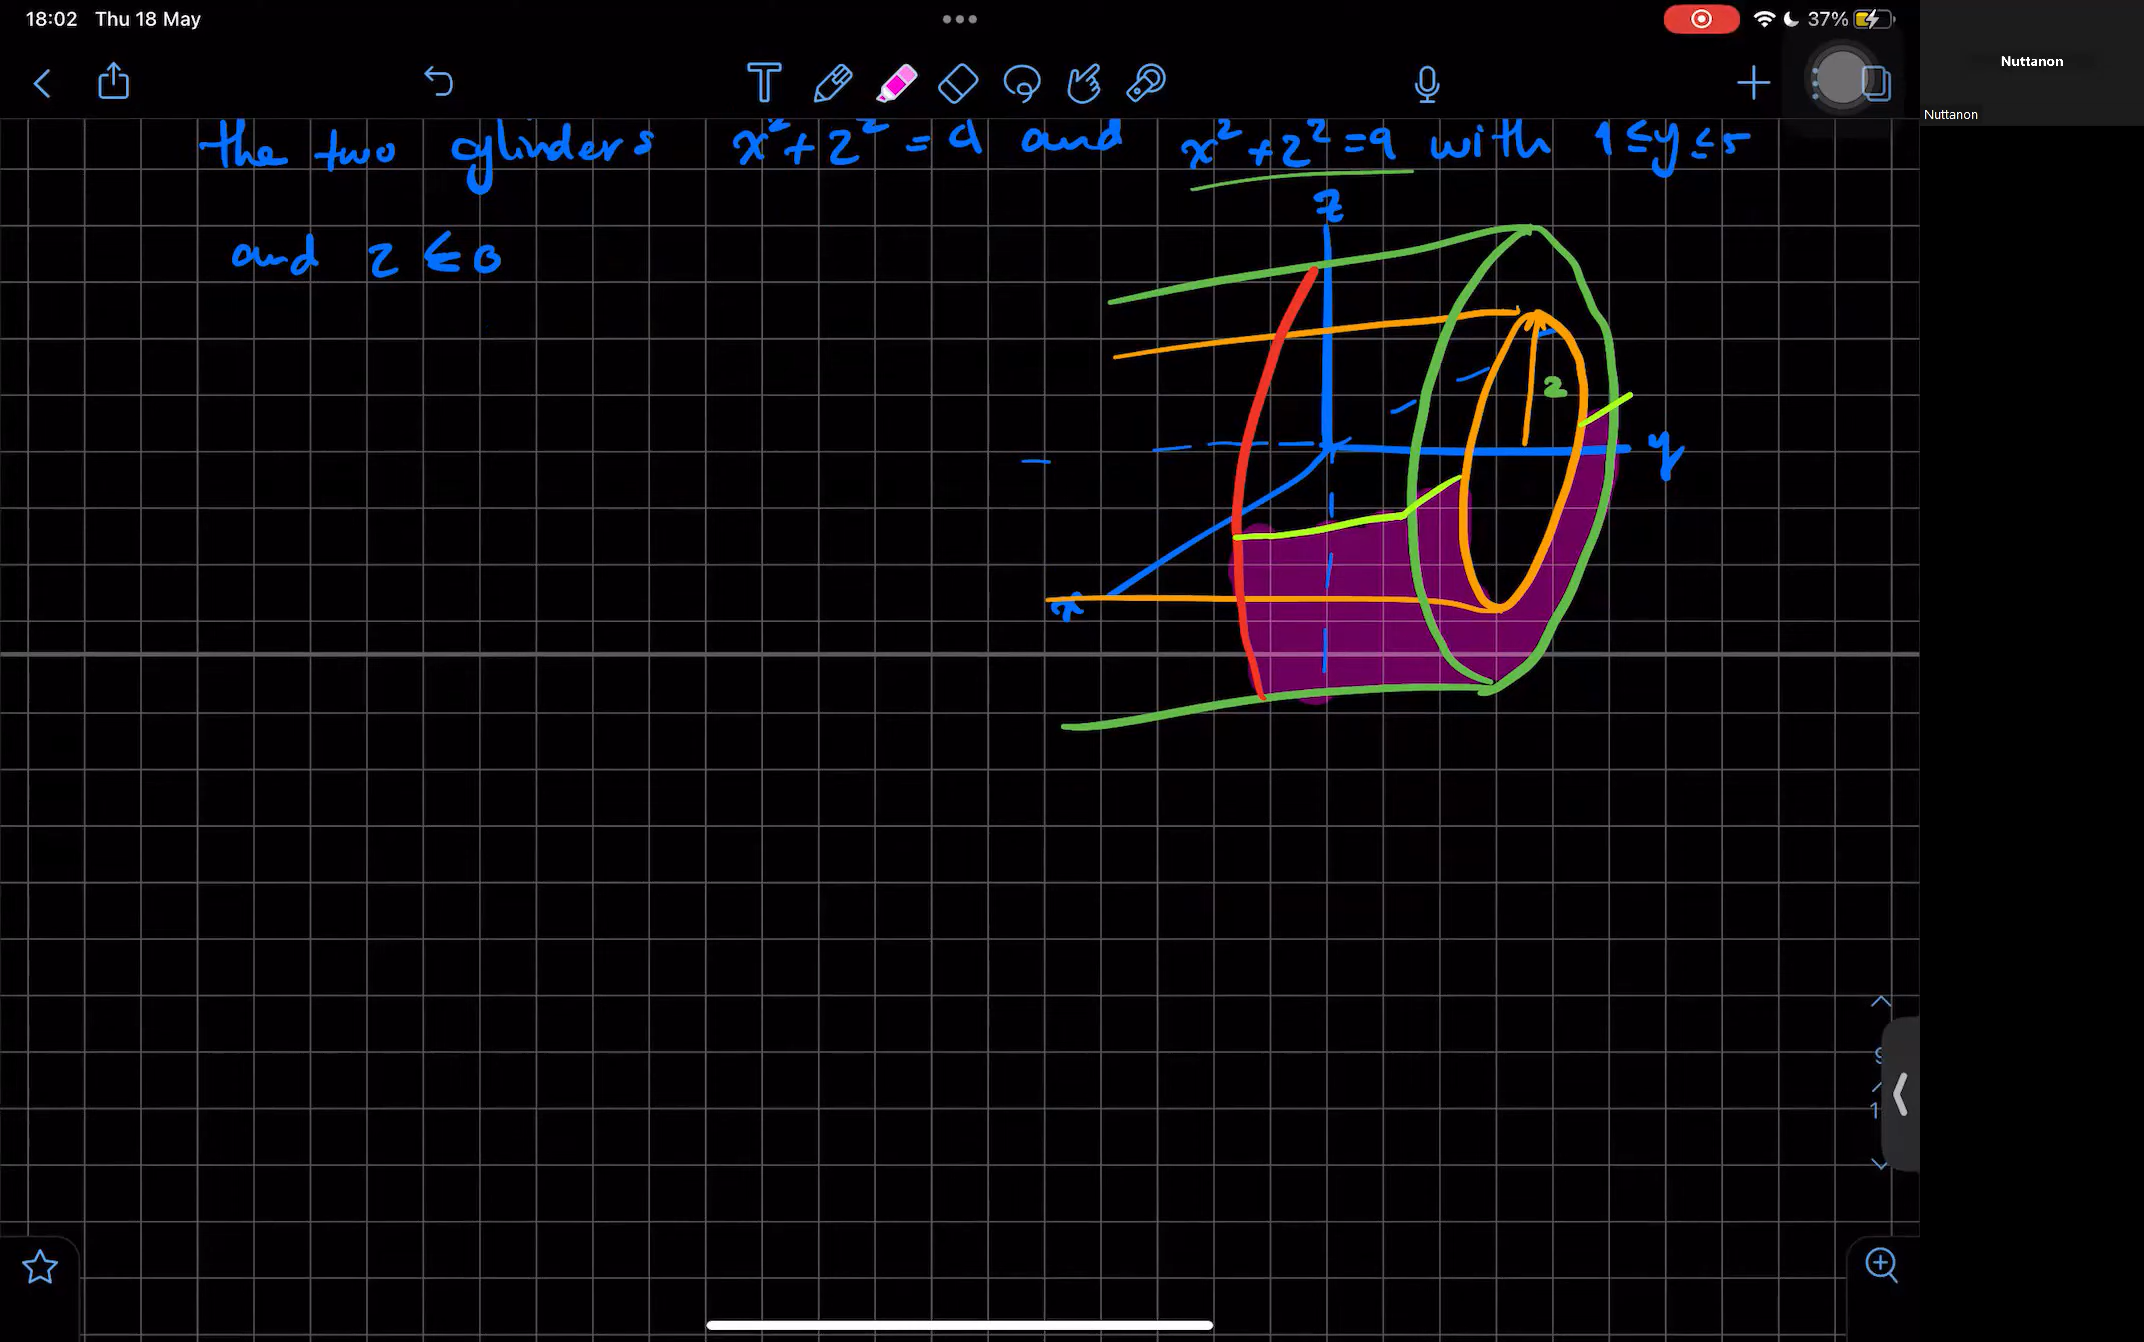 18:02 Thu 18 May
37%
Nuttanon
Nuttanon
the two cylinders x²+z²=4 and x²+z²=9 with 1≤y≤5
and z≤0
z
2
y
x